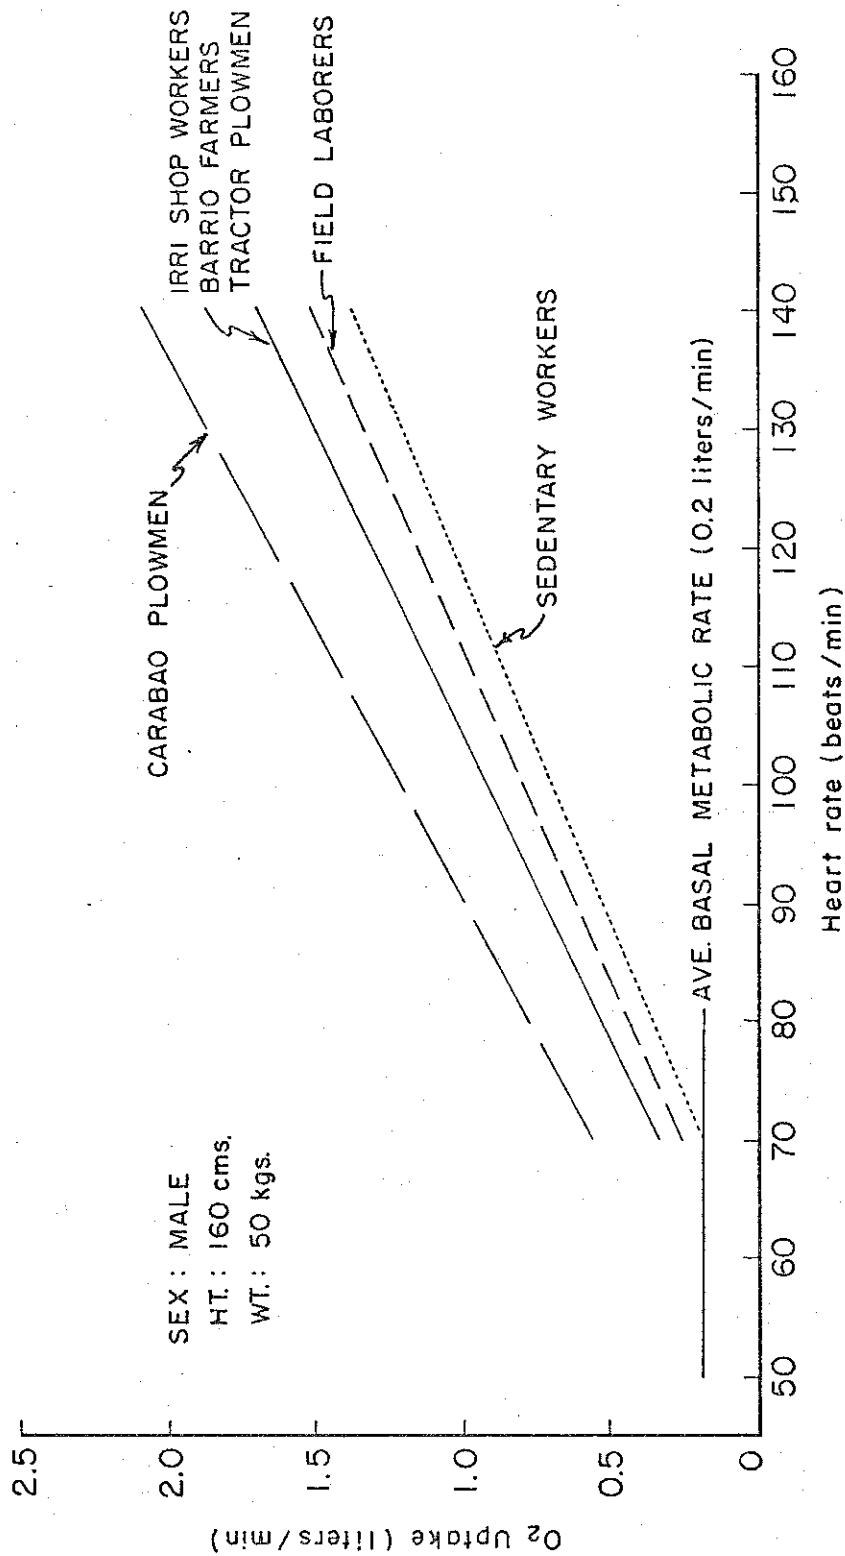 SEX : MALE
HT. : 160 cms.
WT. : 50 kgs.
CARABAO PLOWMEN
IRRI SHOP WORKERS
BARRIO FARMERS
TRACTOR PLOWMEN
FIELD LABORERS
SEDENTARY WORKERS
AVE. BASAL METABOLIC RATE (0.2 liters/min)
O2 Uptake (liters/min)
2.5
2.0
1.5
1.0
0.5
0
50 60 70 80 90 100 110 120 130 140 150 160
Heart rate (beats/min)